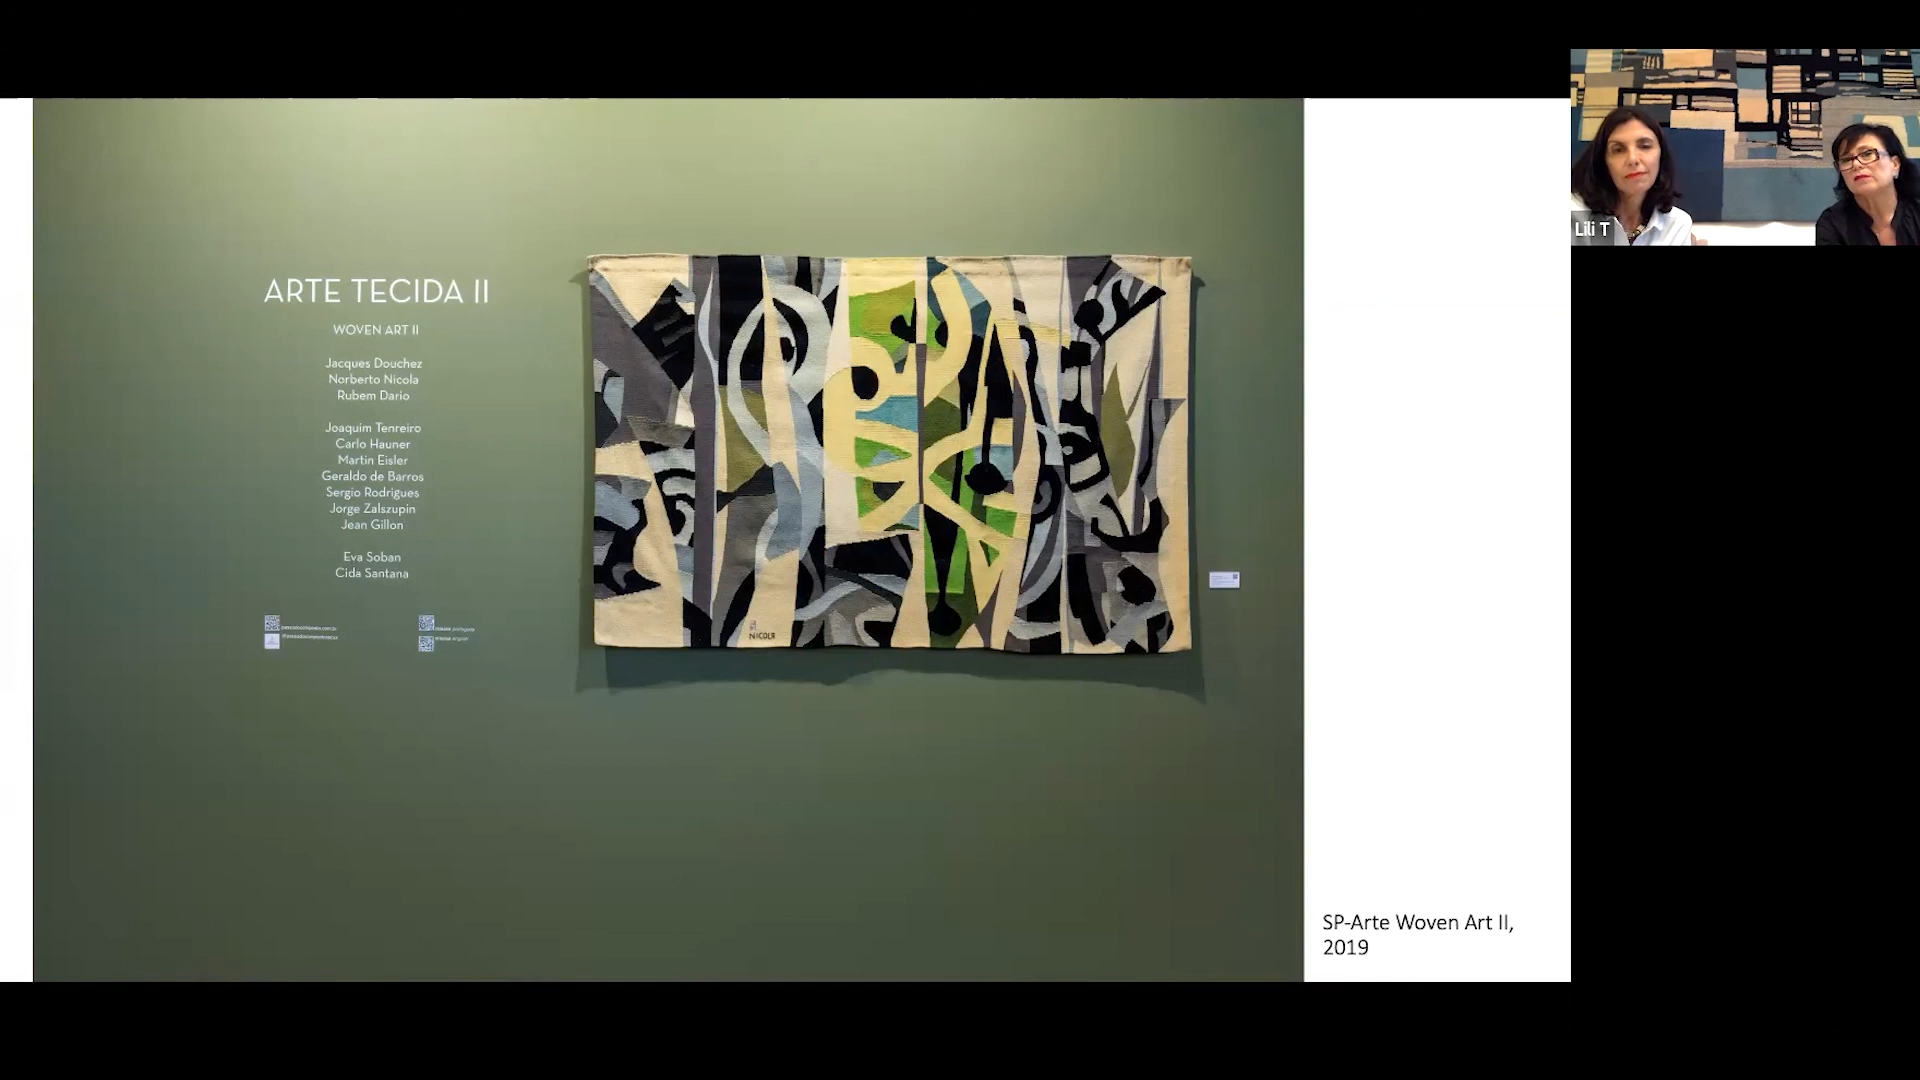 ARTE TECIDA II
WOVEN ART II
Jacques Douchez
Norberto Nicola
Rubem Dario
Joaquim Tenreiro
Carlo Hauner
Martin Eisler
Geraldo de Barros
Sergio Rodrigues
Jorge Zalszupin
Jean Gillon
Eva Soban
Cida Santana
NICOLA
SP-Arte Woven Art II,
2019
Lili T